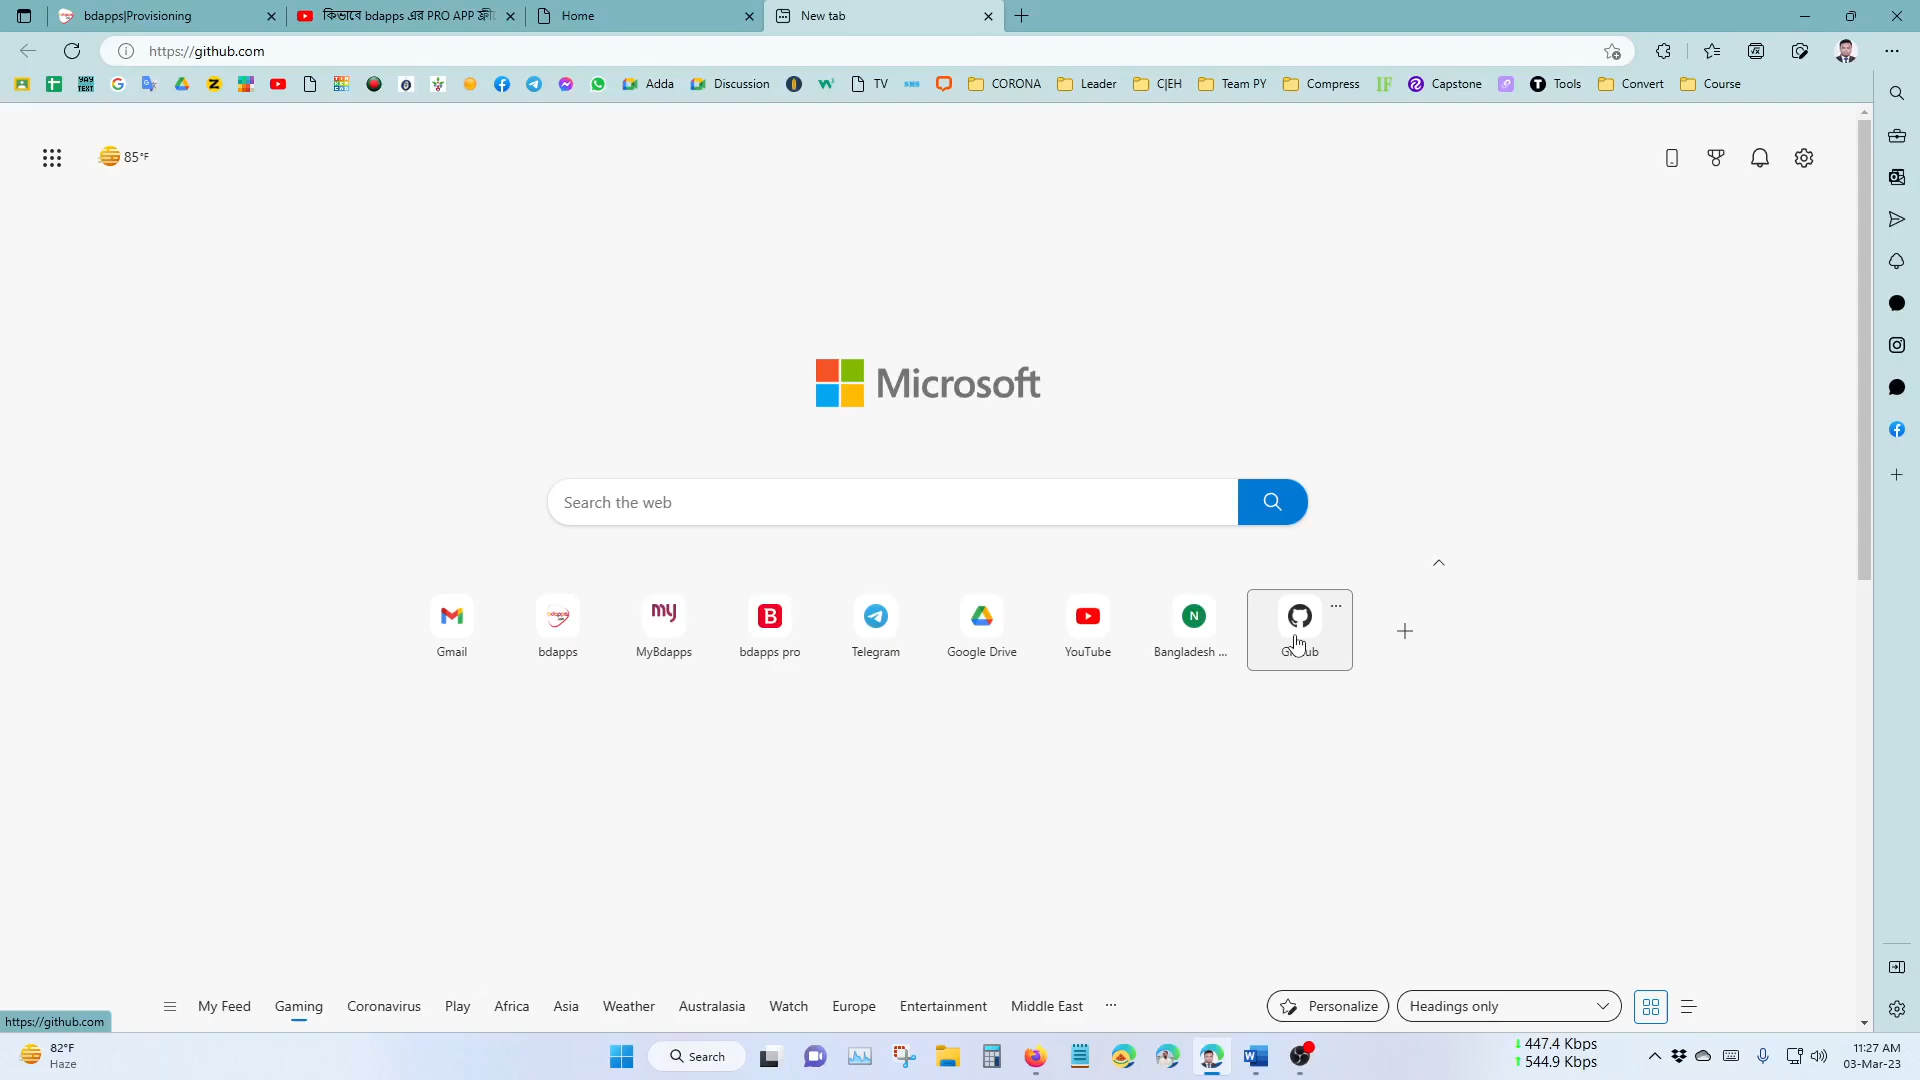 bdapps|Provisioning
কিভাবে bdapps এর PRO APP ফ্রী
Home
New tab
https://github.com
Adda
Discussion
TV
CORONA
Leader
C|EH
Team PY
Compress
Capstone
Tools
Convert
Course
85°F
Microsoft
Search the web
Gmail
bdapps
MyBdapps
bdapps pro
Telegram
Google Drive
YouTube
Bangladesh ...
My Feed
Gaming
Coronavirus
Play
Africa
Asia
Weather
Australasia
Watch
Europe
Entertainment
Middle East
Personalize
Headings only
https://github.com
82°F
Haze
Search
447.4 Kbps
544.9 Kbps
11:27 AM
03-Mar-23